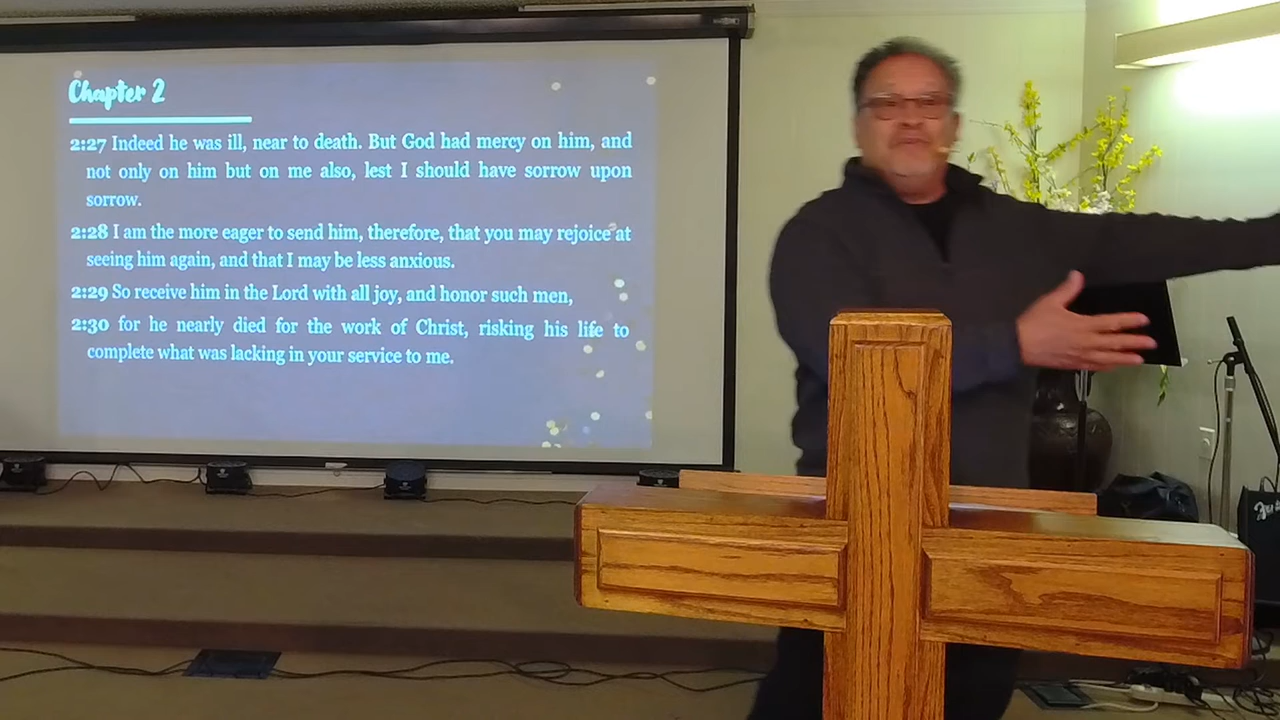 Chapter 2
2:27 Indeed he was ill, near to death. But God had mercy on him, and
not only on him but on me also, lest I should have sorrow upon
sorrow.
2:28 I am the more eager to send him, therefore, that you may rejoice at
seeing him again, and that I may be less anxious.
2:29 So receive him in the Lord with all joy, and honor such men,
2:30 for he nearly died for the work of Christ, risking his life to
complete what was lacking in your service to me.